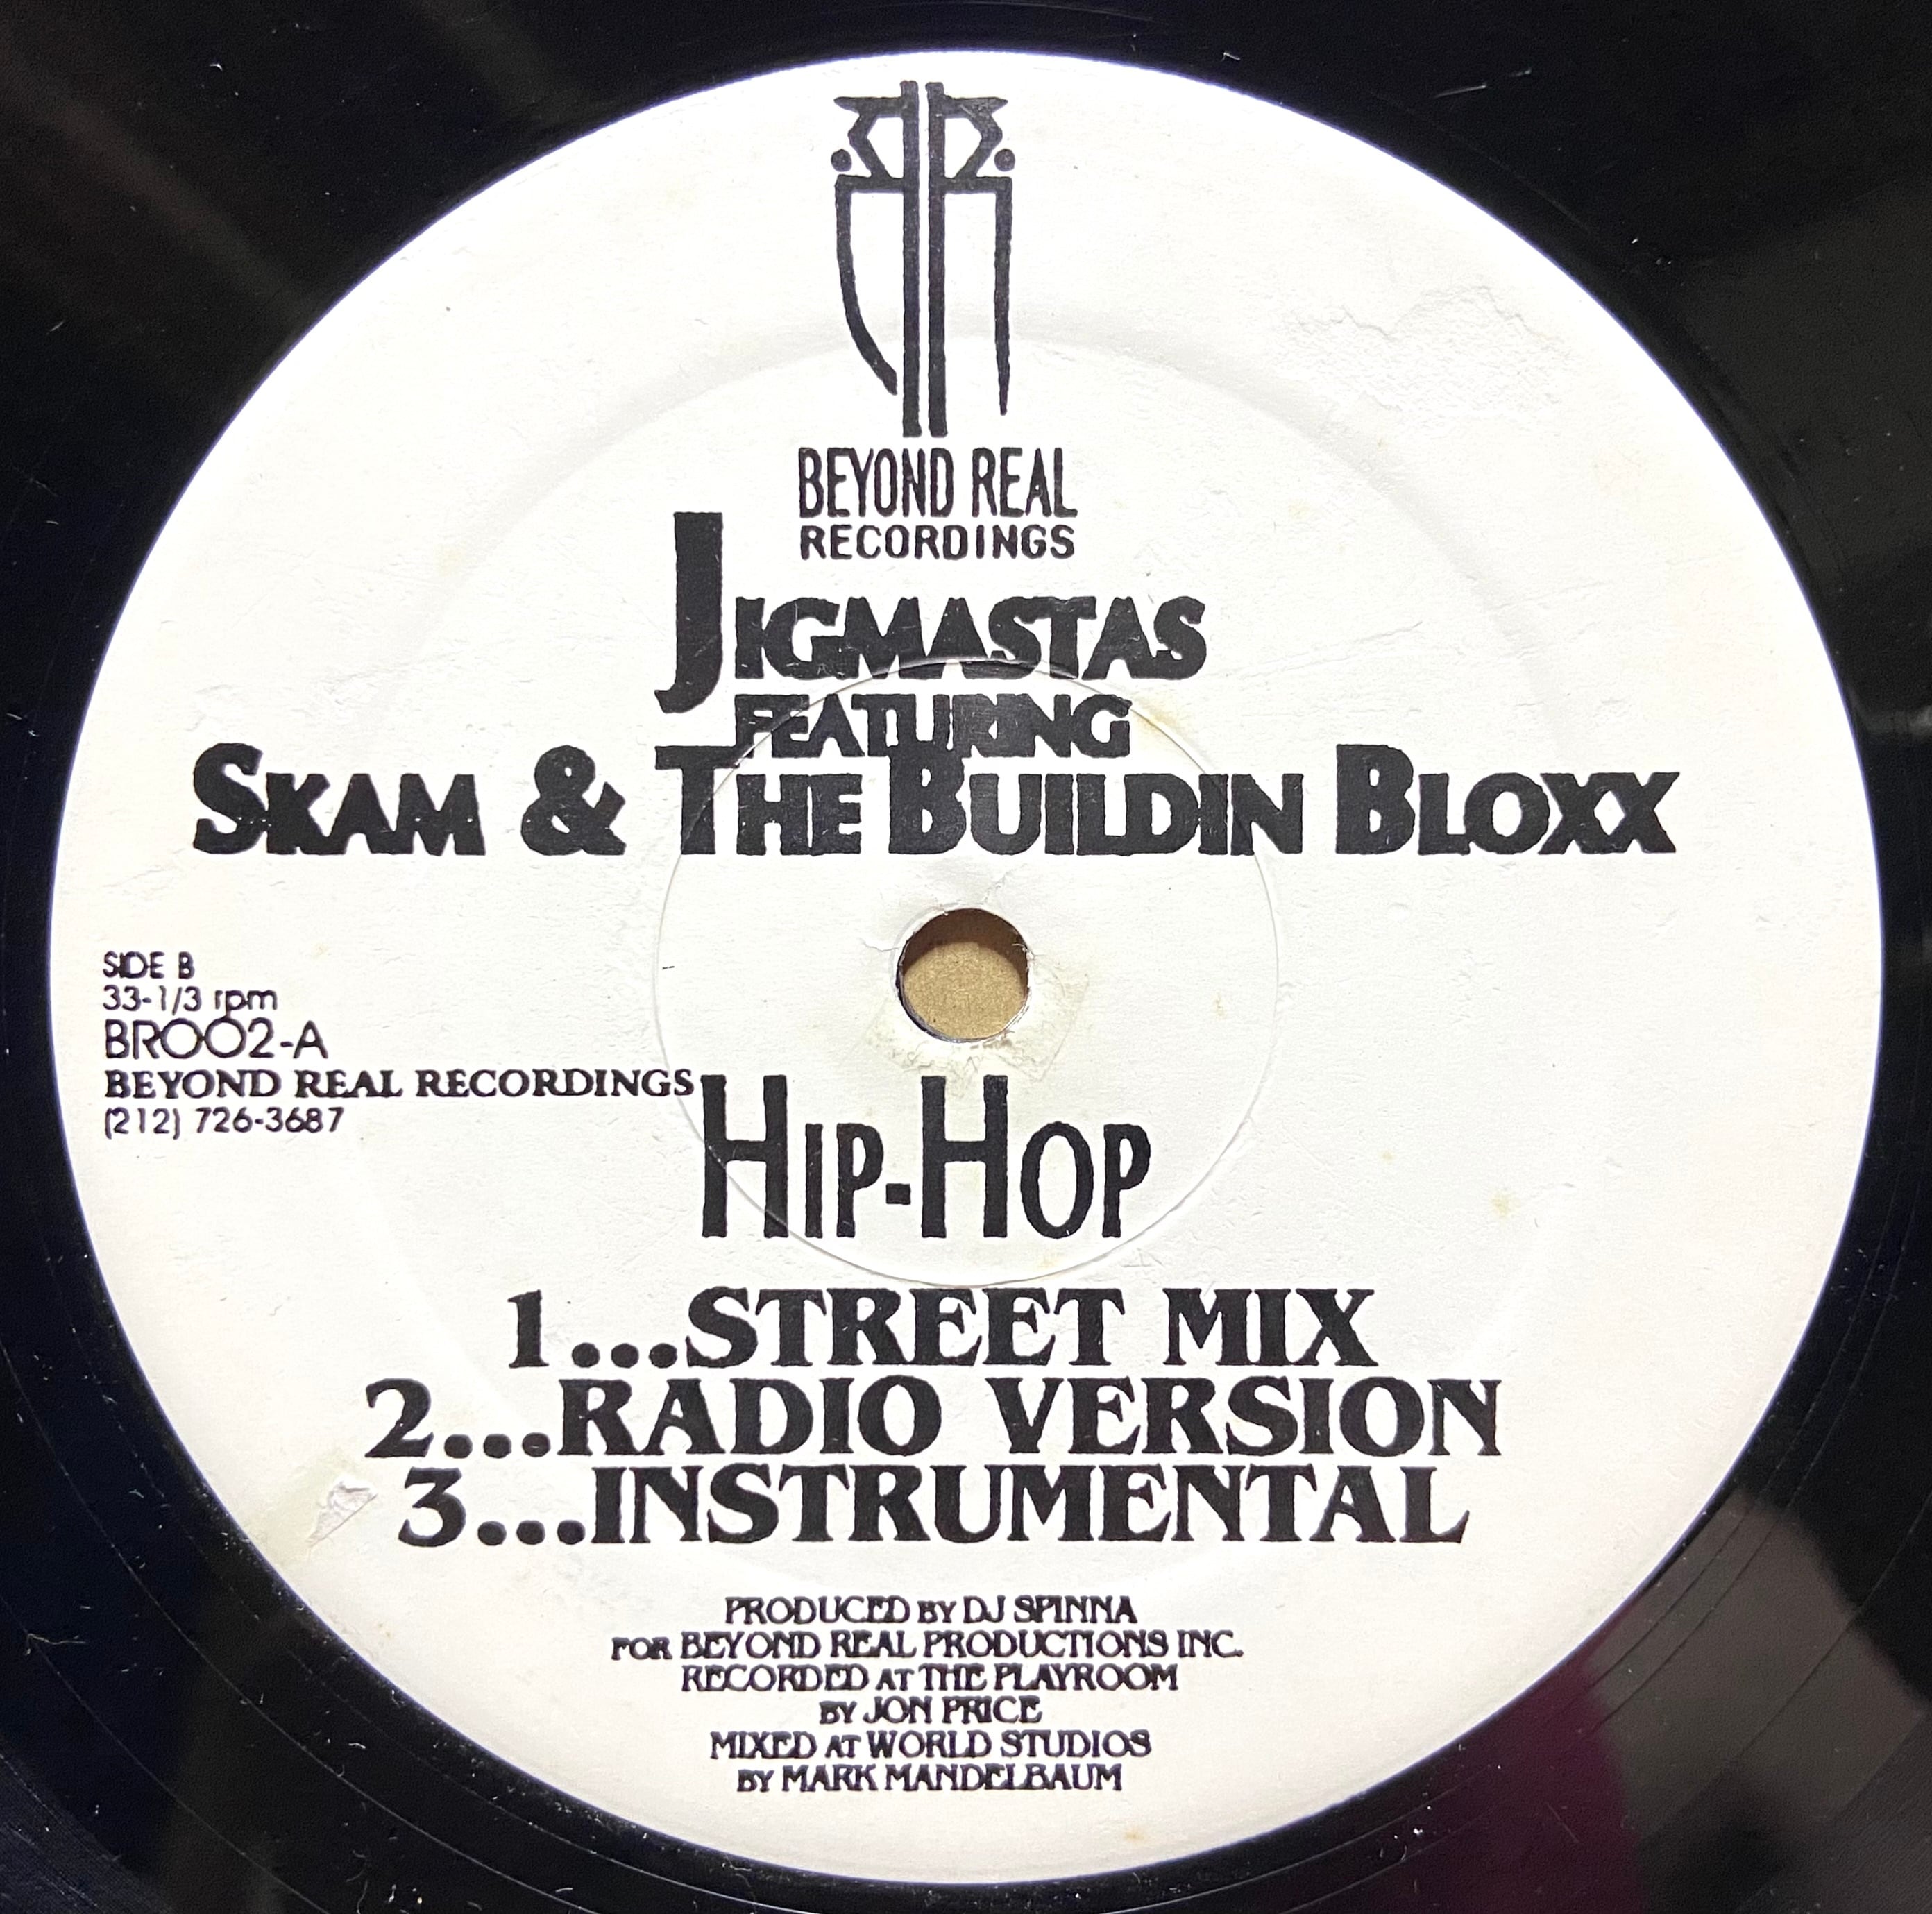 BEYOND REAL
RECORDINGS
JIGMASTAS
FEATURING
SKAM & THE BUILDIN BLOXX
SIDE B
33-1/3 rpm
BR002-A
BEYOND REAL RECORDINGS
(212) 726-3687
HIP-HOP
1...STREET MIX
2...RADIO VERSION
3...INSTRUMENTAL
PRODUCED BY DJ SPINNA
FOR BEYOND REAL PRODUCTIONS INC.
RECORDED AT THE PLAYROOM
BY JON PRICE
MIXED AT WORLD STUDIOS
BY MARK MANDELBAUM